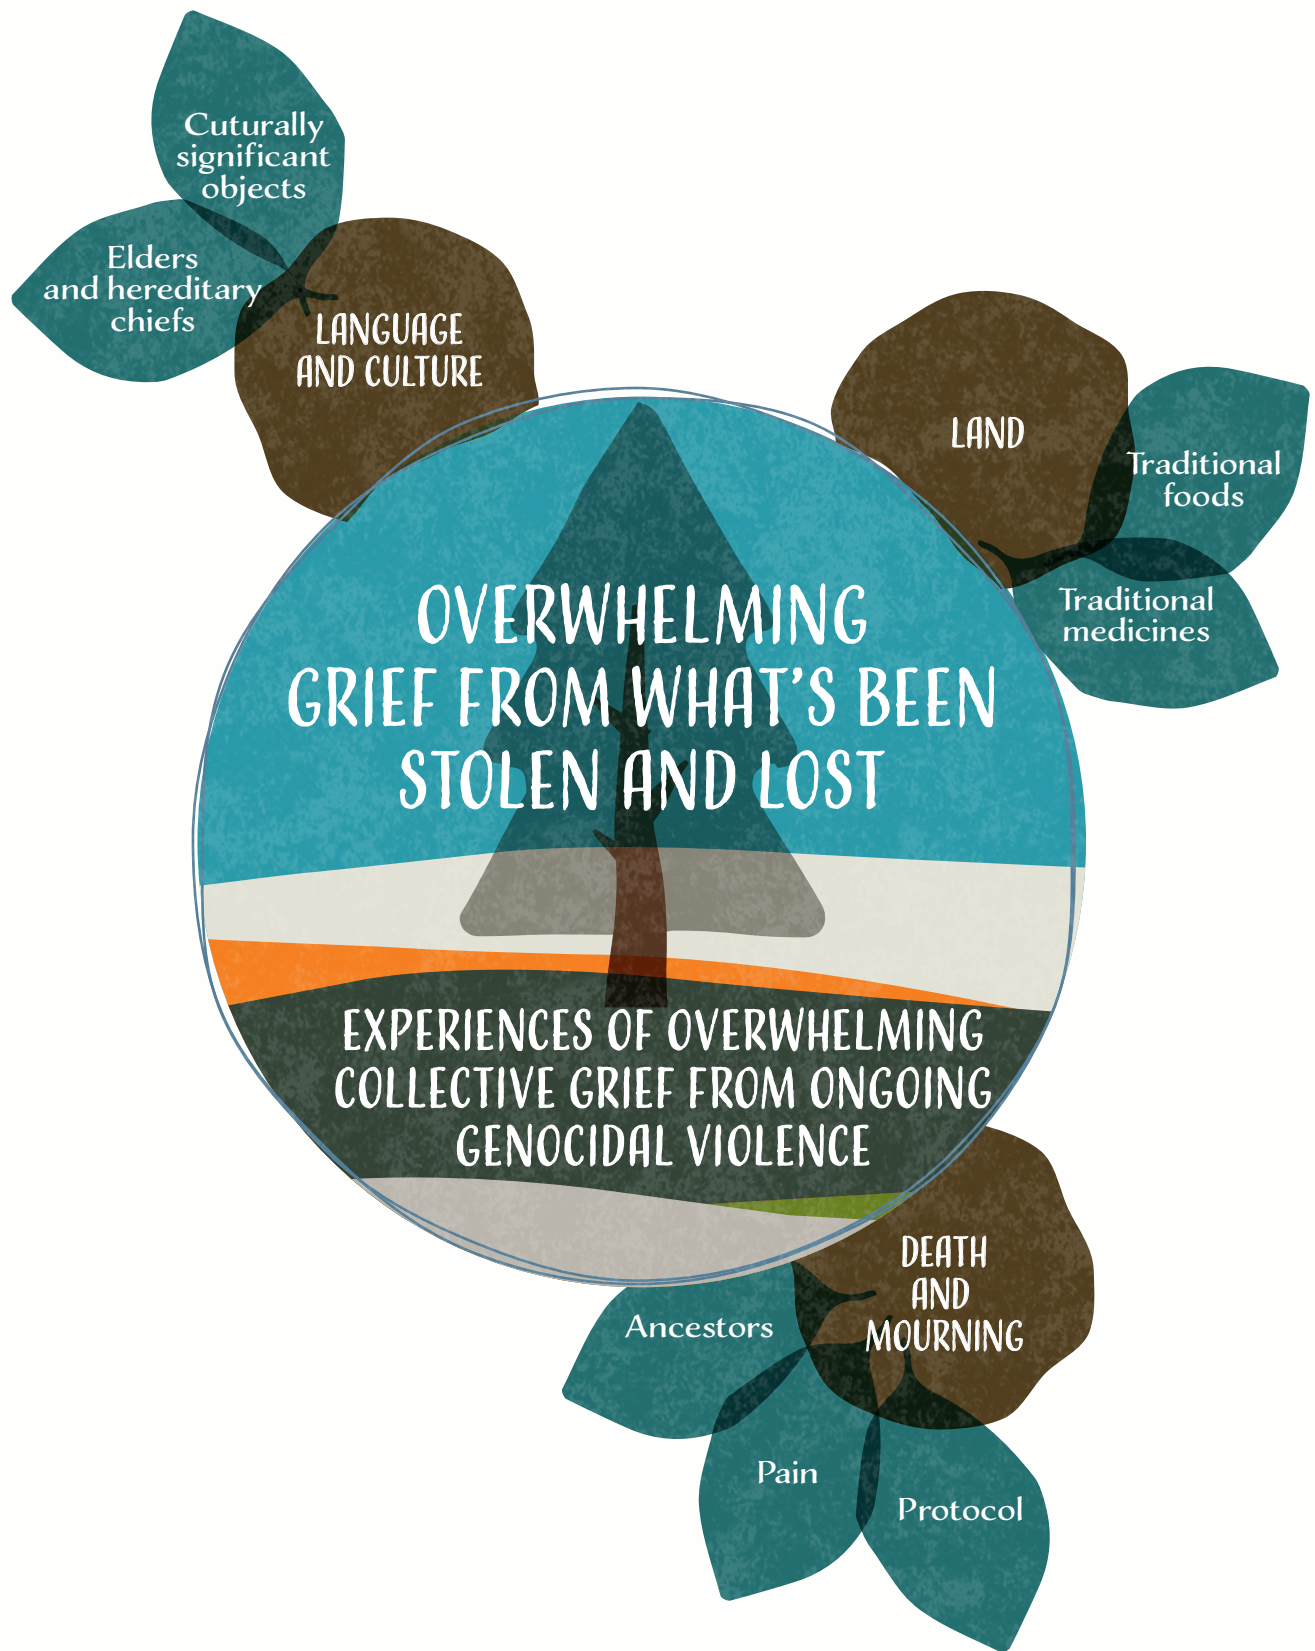 Cuturally
significant
objects
Elders
and hereditary
chiefs
LANGUAGE
AND CULTURE
LAND
Traditional
foods
Traditional
medicines
OVERWHELMING
GRIEF FROM WHAT'S BEEN
STOLEN AND LOST
EXPERIENCES OF OVERWHELMING
COLLECTIVE GRIEF FROM ONGOING
GENOCIDAL VIOLENCE
DEATH
AND
MOURNING
Ancestors
Pain
Protocol